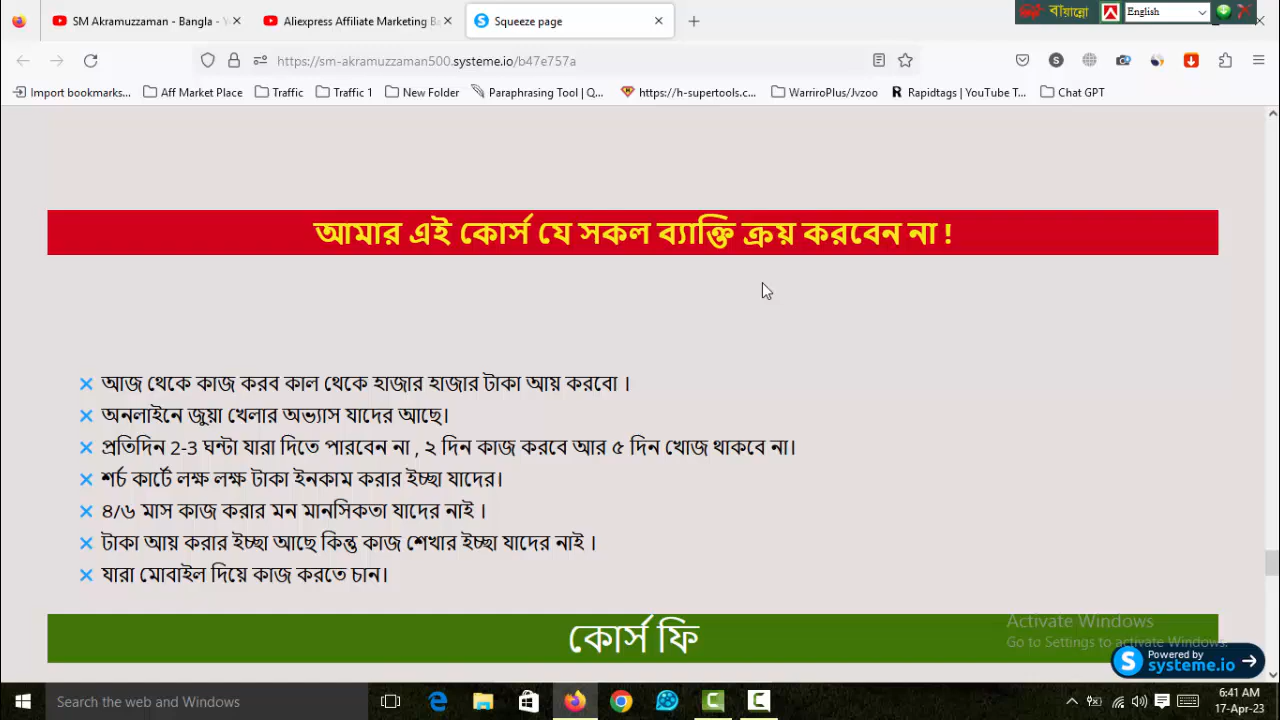 SM Akramuzzaman - Bangla - Y
Aliexpress Affiliate Marketing Ba
Squeeze page
বায়ান্নো
English
https://sm-akramuzzaman500.systeme.io/b47e757a
Import bookmarks...
Aff Market Place
Traffic
Traffic 1
New Folder
Paraphrasing Tool | Q...
https://h-supertools.c...
WarriroPlus/Jvzoo
Rapidtags | YouTube T...
Chat GPT
আমার এই কোর্স যে সকল ব্যাক্তি ক্রয় করবেন না !
আজ থেকে কাজ করব কাল থেকে হাজার হাজার টাকা আয় করবো ।
অনলাইনে জুয়া খেলার অভ্যাস যাদের আছে।
প্রতিদিন 2-3 ঘন্টা যারা দিতে পারবেন না , ২ দিন কাজ করবে আর ৫ দিন খোজ থাকবে না।
শর্চ কার্টে লক্ষ লক্ষ টাকা ইনকাম করার ইচ্ছা যাদের।
৪/৬ মাস কাজ করার মন মানসিকতা যাদের নাই ।
টাকা আয় করার ইচ্ছা আছে কিন্তু কাজ শেখার ইচ্ছা যাদের নাই ।
যারা মোবাইল দিয়ে কাজ করতে চান।
কোর্স ফি
Activate Windows
Go to Settings to activate Windows.
Powered by
systeme.io
Search the web and Windows
6:41 AM
17-Apr-23